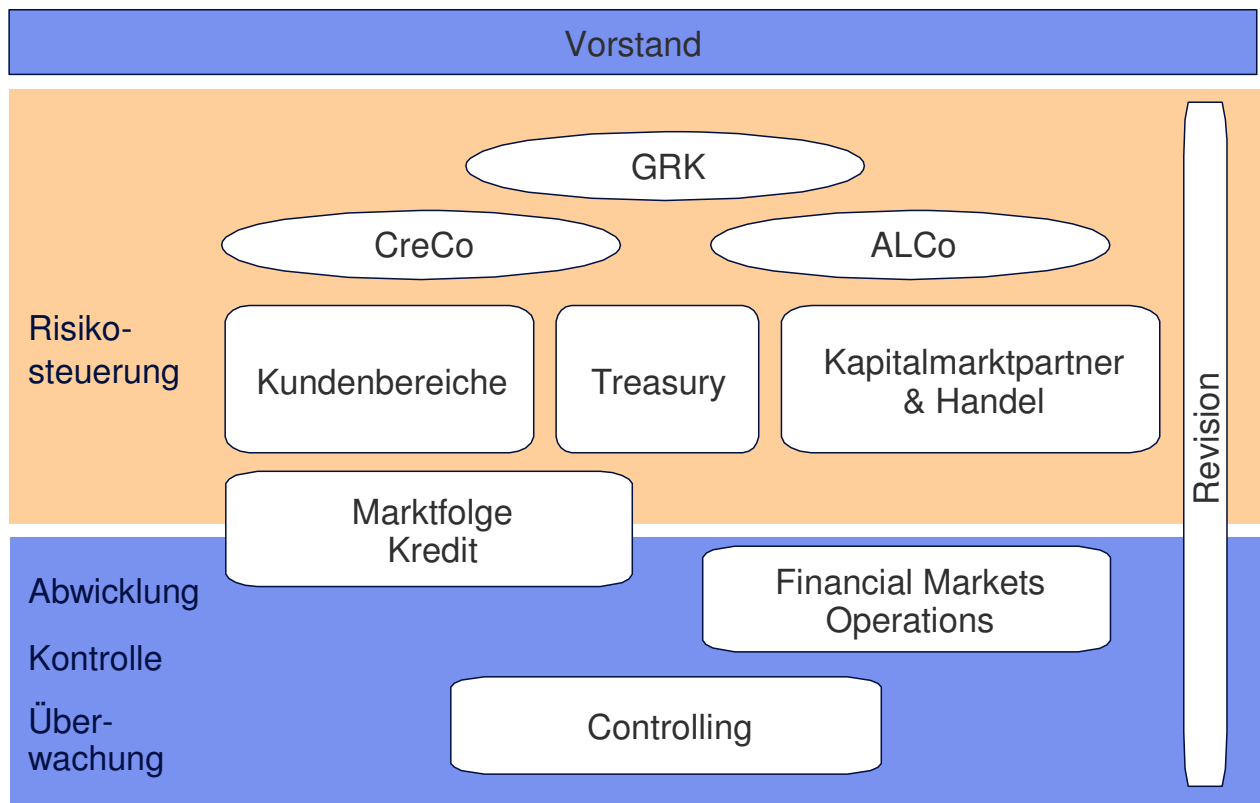 Vorstand
GRK
CreCo
ALCo
Risiko-
steuerung
Kundenbereiche
Treasury
Kapitalmarktpartner
& Handel
Revision
Marktfolge
Kredit
Abwicklung
Financial Markets
Operations
Kontrolle
Über-
wachung
Controlling